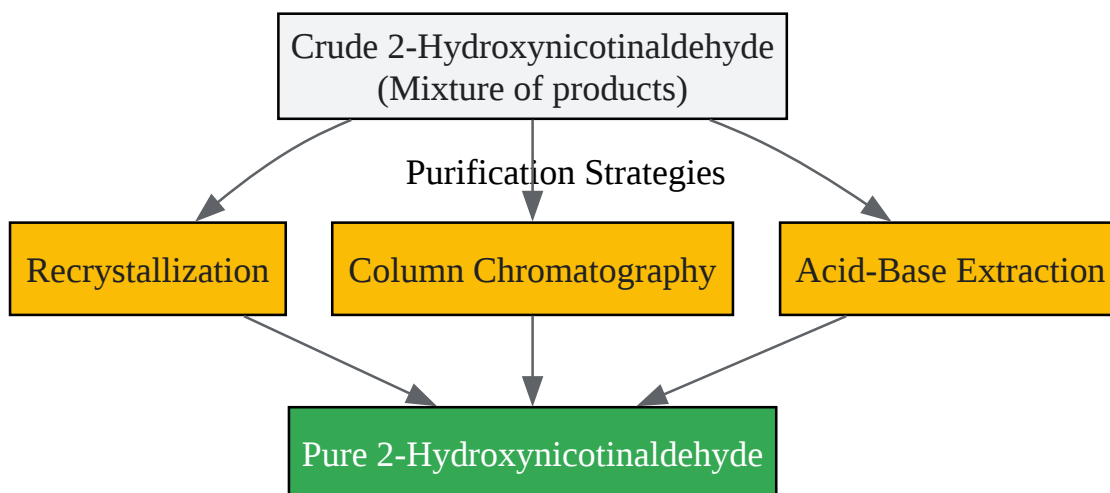 Crude 2-Hydroxynicotinaldehyde
(Mixture of products)
Purification Strategies
Recrystallization
Column Chromatography
Acid-Base Extraction
Pure 2-Hydroxynicotinaldehyde